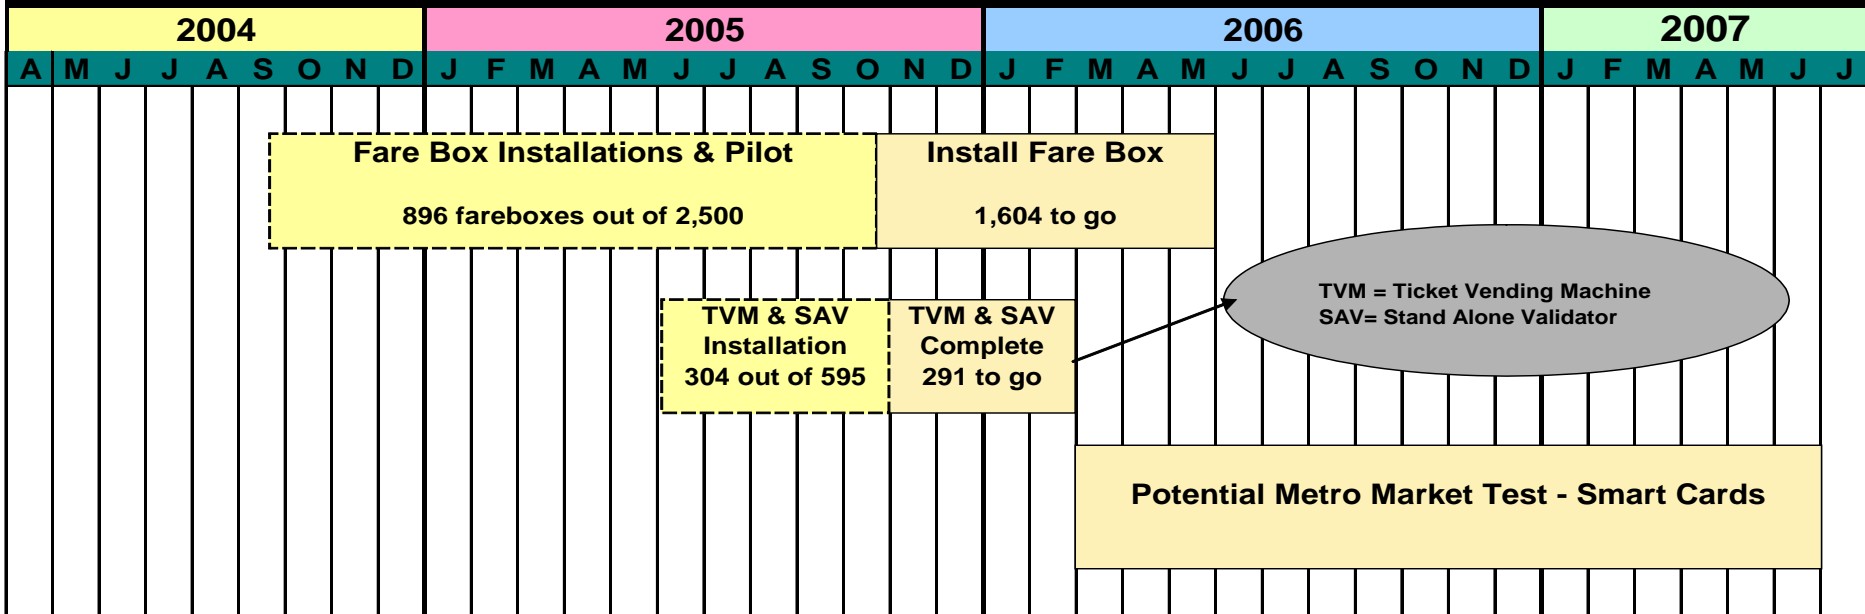 2004 2005 2006 2007
A M J J A S O N D J F M A M J J A S O N D J F M A M J J A S O N D J F M A M J J
Fare Box Installations & Pilot
896 fareboxes out of 2,500
Install Fare Box
1,604 to go
TVM & SAV
Installation
304 out of 595
TVM & SAV
Complete
291 to go
TVM = Ticket Vending Machine
SAV= Stand Alone Validator
Potential Metro Market Test - Smart Cards